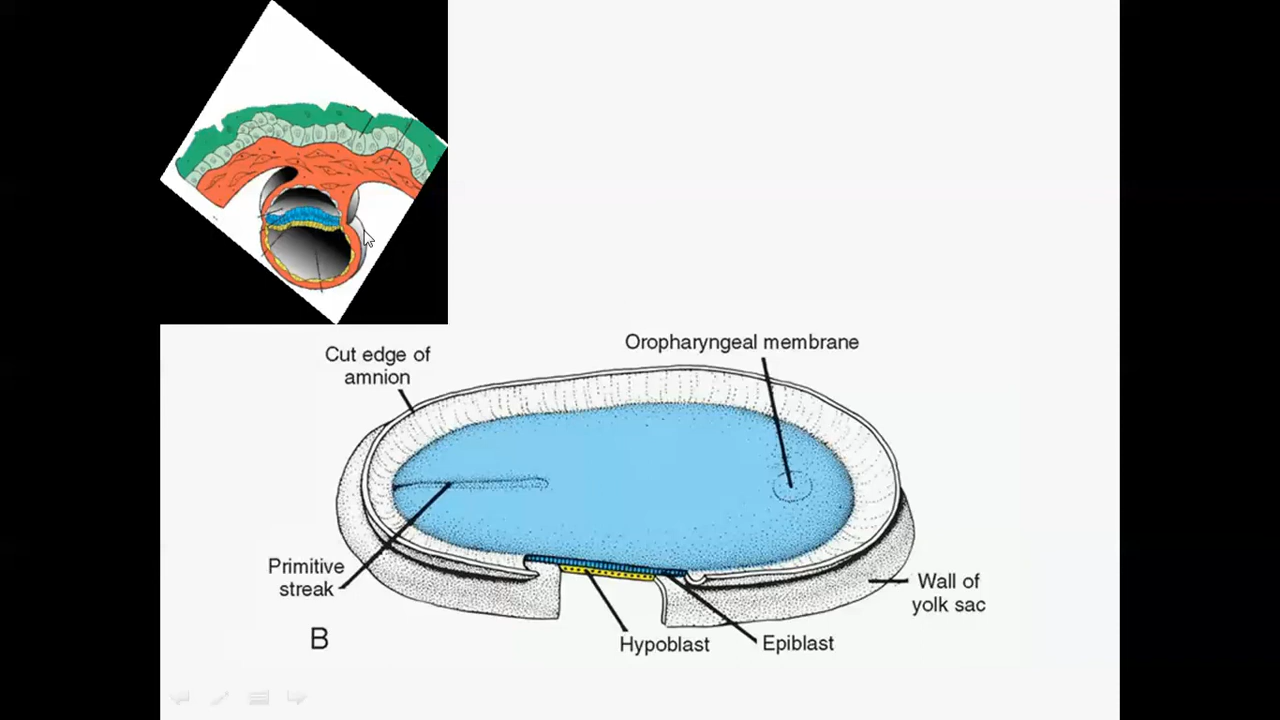 Cut edge of
amnion
Oropharyngeal membrane
Primitive
streak
Wall of
yolk sac
Hypoblast
Epiblast
B